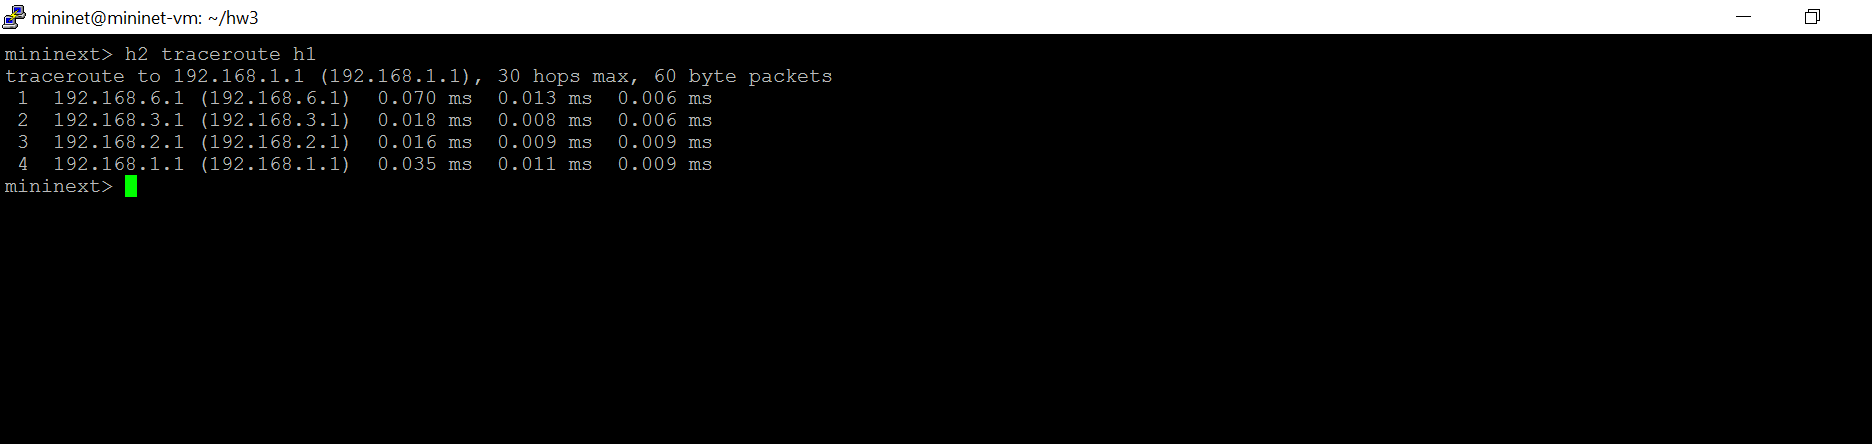 mininet@mininet-vm: ~/hw3
mininext> h2 traceroute h1
traceroute to 192.168.1.1 (192.168.1.1), 30 hops max, 60 byte packets
 1  192.168.6.1 (192.168.6.1)  0.070 ms  0.013 ms  0.006 ms
 2  192.168.3.1 (192.168.3.1)  0.018 ms  0.008 ms  0.006 ms
 3  192.168.2.1 (192.168.2.1)  0.016 ms  0.009 ms  0.009 ms
 4  192.168.1.1 (192.168.1.1)  0.035 ms  0.011 ms  0.009 ms
mininext>